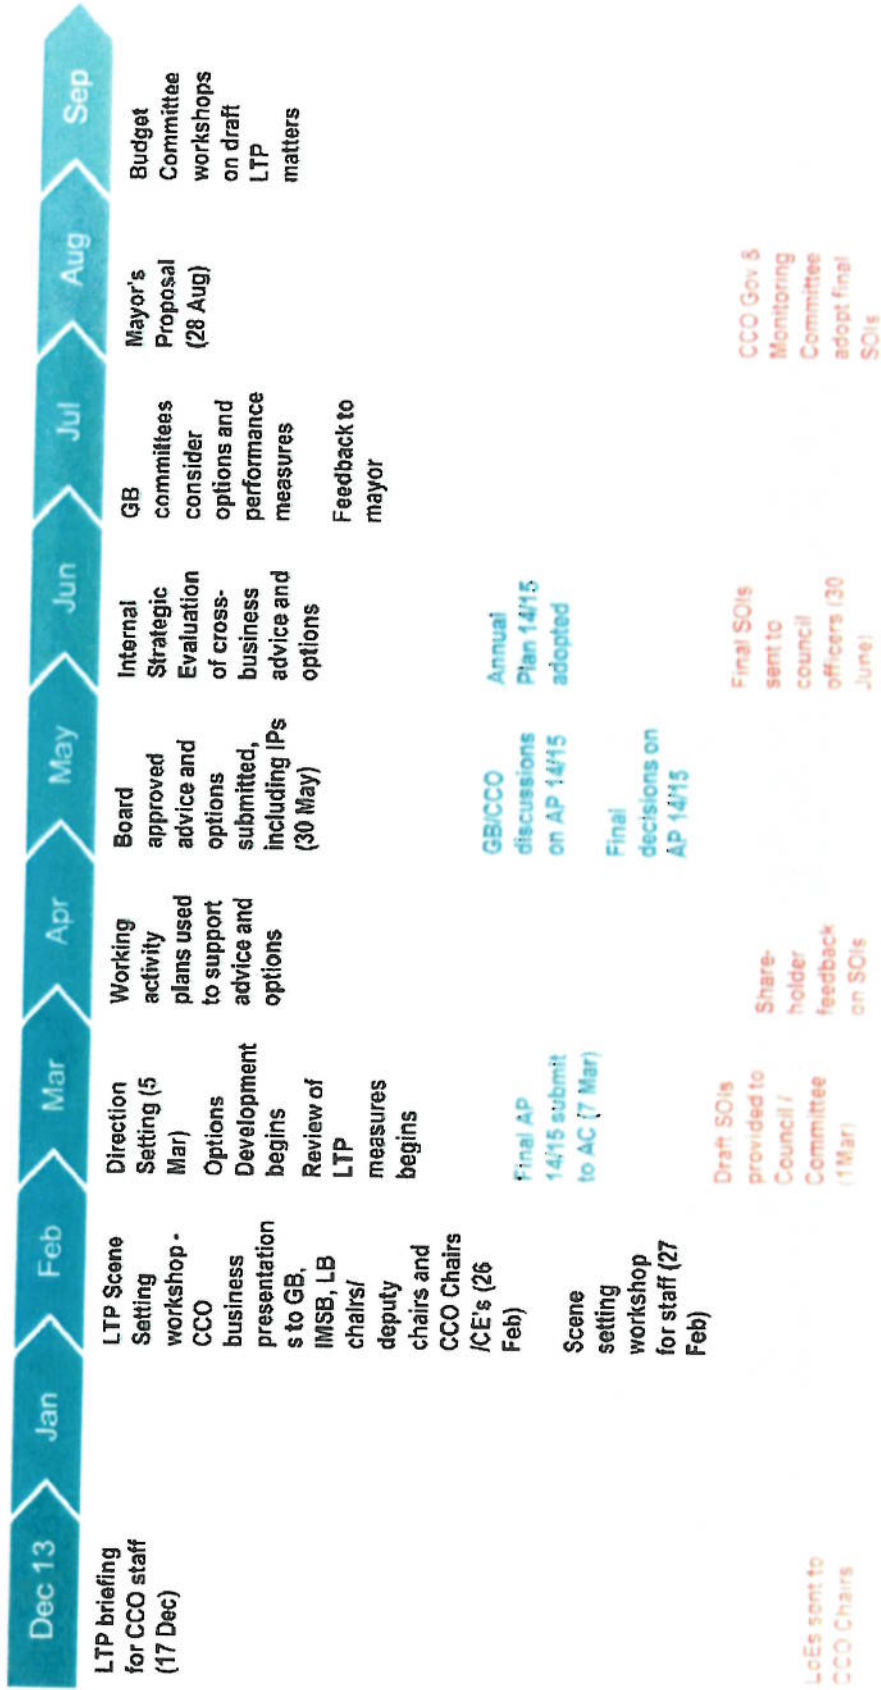 Dec 13
Jan
Feb
Mar
Apr
May
Jun
Jul
Aug
Sep
LTP briefing
for CCO staff
(17 Dec)
LTP Scene
Setting
workshop -
CCO
business
presentation
s to GB,
IMSB, LB
chairs/
deputy
chairs and
CCO Chairs
/CE's (26
Feb)
Scene
setting
workshop
for staff (27
Feb)
Direction
Setting (5
Mar)
Options
Development
begins
Review of
LTP
measures
begins
Working
activity
plans used
to support
advice and
options
Board
approved
advice and
options
submitted,
including IPs
(30 May)
Internal
Strategic
Evaluation
of cross-
business
advice and
options
GB
committees
consider
options and
performance
measures
Feedback to
mayor
Mayor's
Proposal
(28 Aug)
Budget
Committee
workshops
on draft
LTP
matters
Final AP
14/15 submit
to AC (7 Mar)
GB/CCO
discussions
on AP 14/15
Final
decisions on
AP 14/15
Annual
Plan 14/15
adopted
LoEs sent to
CCO Chairs
Draft SOIs
provided to
Council /
Committee
(1Mar)
Share-
holder
feedback
on SOIs
Final SOIs
sent to
council
officers (30
June)
CCO Gov &
Monitoring
Committee
adopt final
SOIs